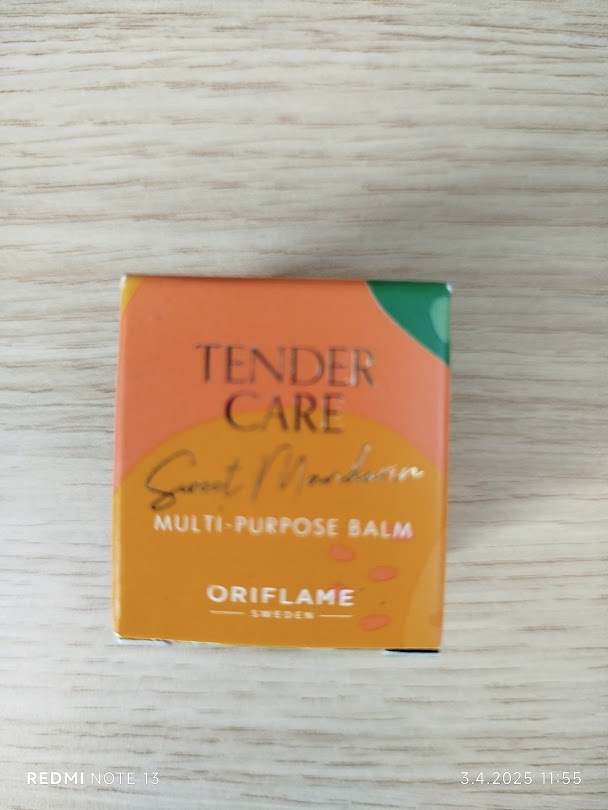 TENDER
CARE
Sweet Mandarin
MULTI-PURPOSE BALM
ORIFLAME
SWEDEN
REDMI NOTE 13
3.4.2025 11:55